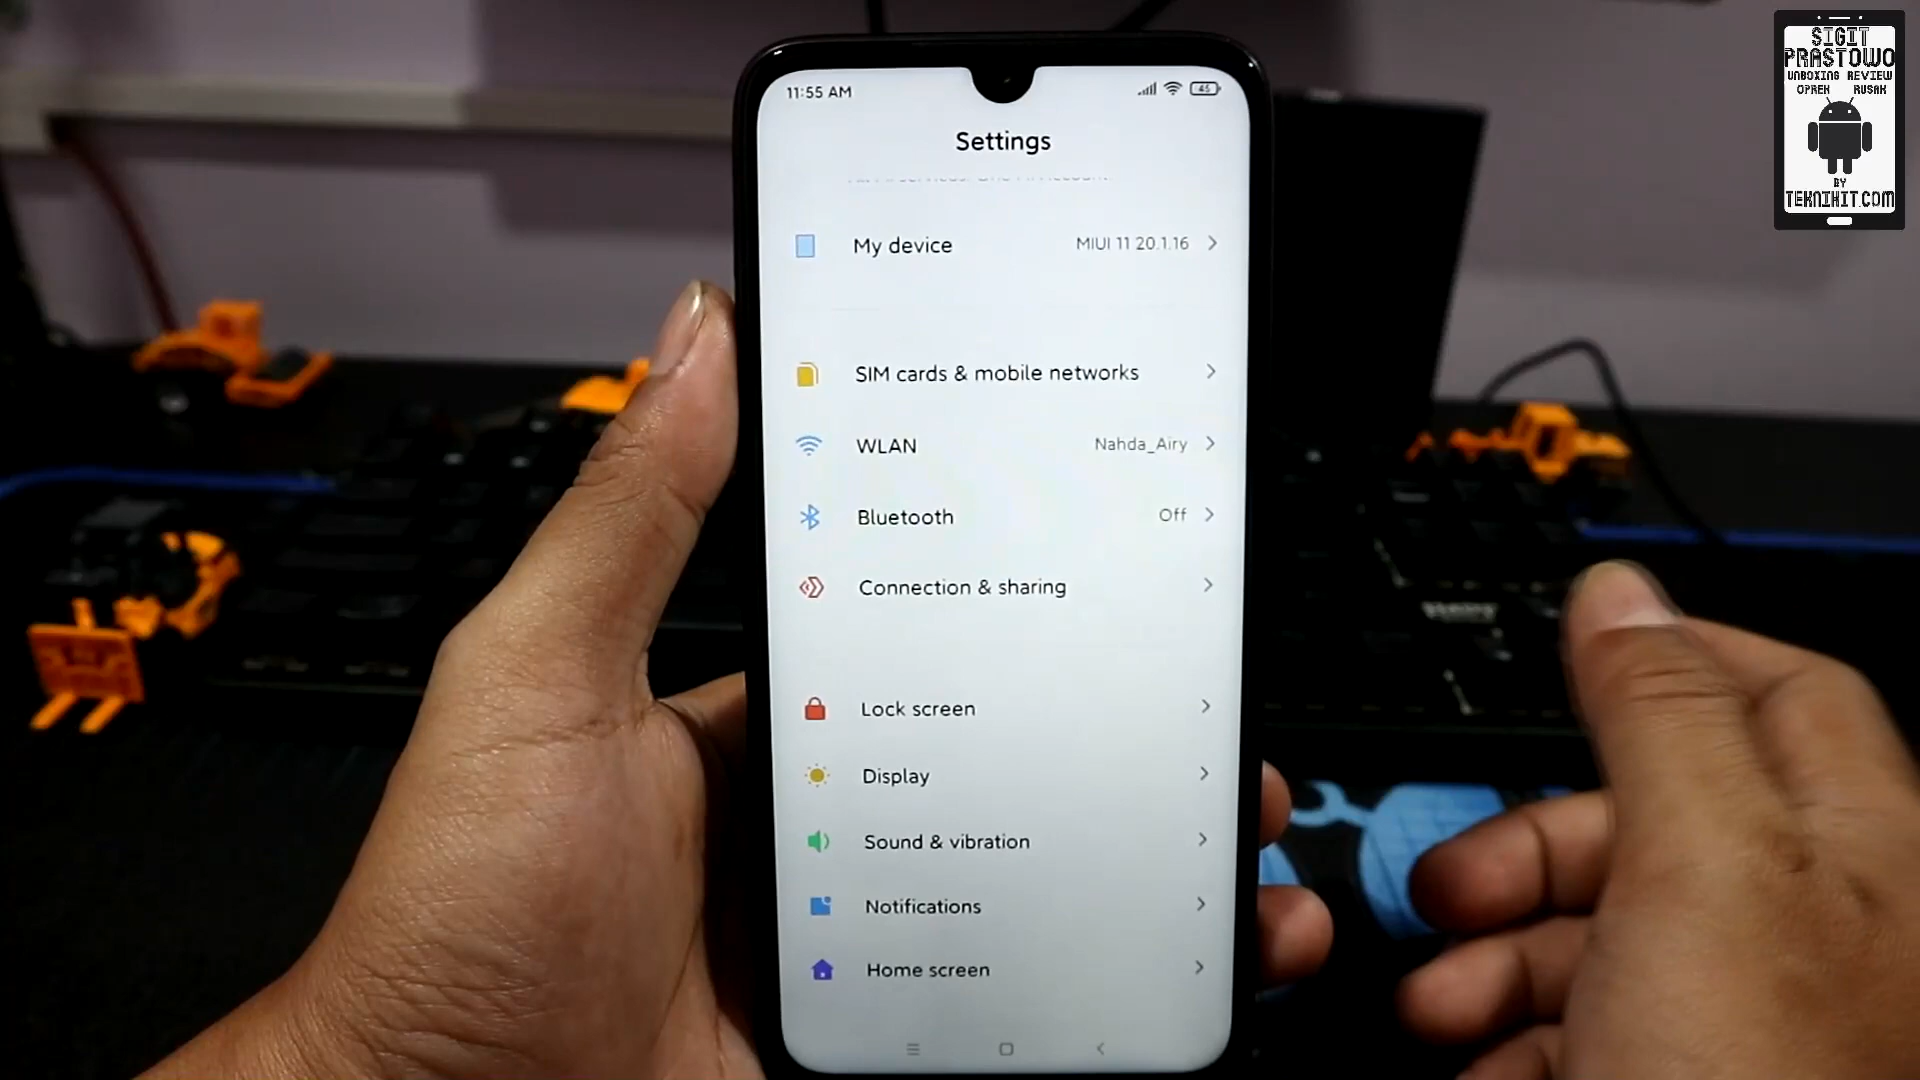 11:55 AM
45
Settings
My device
MIUI 11 20.1.16
SIM cards & mobile networks
WLAN
Nahda_Airy
Bluetooth
Off
Connection & sharing
Lock screen
Display
Sound & vibration
Notifications
Home screen
SIGIT
PRASTOWO
UNBOXING REVIEW
OPREK RUSAK
BY
TEKNIKIT.COM